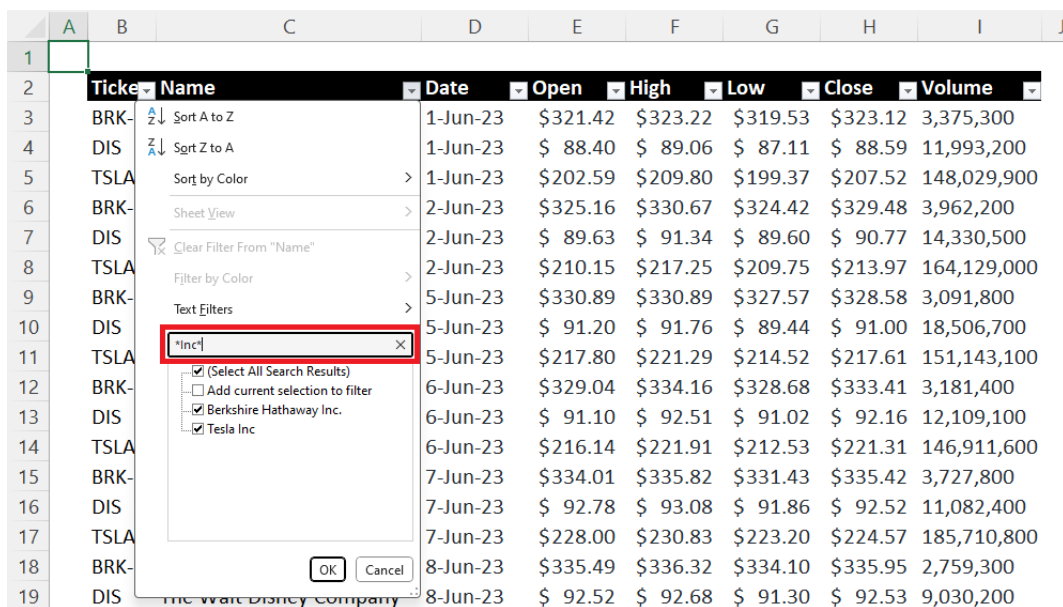 A B C D E F G H I
1
2 Ticke Name Date Open High Low Close Volume
3 BRK- 1-Jun-23 $321.42 $323.22 $319.53 $323.12 3,375,300
4 DIS 1-Jun-23 $ 88.40 $ 89.06 $ 87.11 $ 88.59 11,993,200
5 TSLA 1-Jun-23 $202.59 $209.80 $199.37 $207.52 148,029,900
6 BRK- 2-Jun-23 $325.16 $330.67 $324.42 $329.48 3,962,200
7 DIS 2-Jun-23 $ 89.63 $ 91.34 $ 89.60 $ 90.77 14,330,500
8 TSLA 2-Jun-23 $210.15 $217.25 $209.75 $213.97 164,129,000
9 BRK- 5-Jun-23 $330.89 $330.89 $327.57 $328.58 3,091,800
10 DIS 5-Jun-23 $ 91.20 $ 91.76 $ 89.44 $ 91.00 18,506,700
11 TSLA 5-Jun-23 $217.80 $221.29 $214.52 $217.61 151,143,100
12 BRK- 6-Jun-23 $329.04 $334.16 $328.68 $333.41 3,181,400
13 DIS 6-Jun-23 $ 91.10 $ 92.51 $ 91.02 $ 92.16 12,109,100
14 TSLA 6-Jun-23 $216.14 $221.91 $212.53 $221.31 146,911,600
15 BRK- 7-Jun-23 $334.01 $335.82 $331.43 $335.42 3,727,800
16 DIS 7-Jun-23 $ 92.78 $ 93.08 $ 91.86 $ 92.52 11,082,400
17 TSLA 7-Jun-23 $228.00 $230.83 $223.20 $224.57 185,710,800
18 BRK- 8-Jun-23 $335.49 $336.32 $334.10 $335.95 2,759,300
19 DIS The Walt Disney Company 8-Jun-23 $ 92.52 $ 92.68 $ 91.30 $ 92.53 9,030,200
Sort A to Z
Sort Z to A
Sort by Color
Sheet View
Clear Filter From "Name"
Filter by Color
Text Filters
*Inc*
(Select All Search Results)
Add current selection to filter
Berkshire Hathaway Inc.
Tesla Inc
OK Cancel